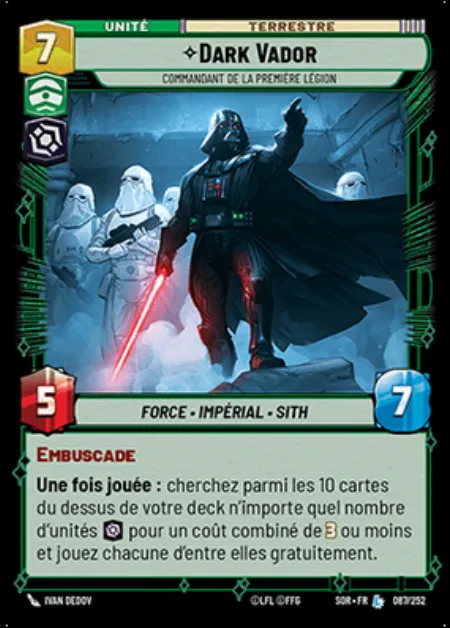 7
UNITÉ
TERRESTRE
DARK VADOR
COMMANDANT DE LA PREMIÈRE LÉGION
5
FORCE • IMPÉRIAL • SITH
7
EMBUSCADE
Une fois jouée : cherchez parmi les 10 cartes
du dessus de votre deck n'importe quel nombre
d'unités pour un coût combiné de 3 ou moins
et jouez chacune d'entre elles gratuitement.
IVAN DEDOV
©LFL ©FFG
SOR • FR
L
087/252